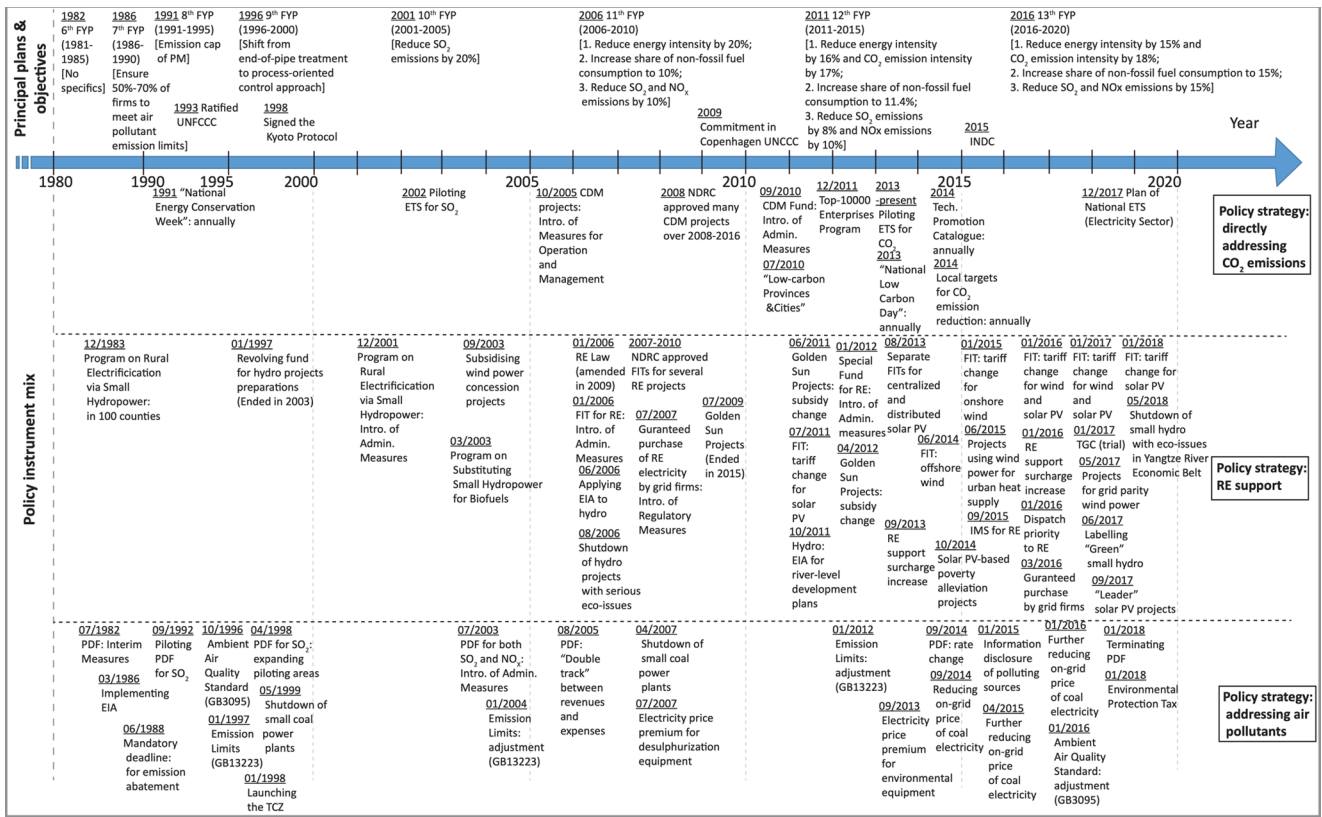 Principal plans &
objectives
1982
6th FYP
(1981-
1985)
[No
specifics]
1986
7th FYP
(1986-
1990)
[Ensure
50%-70% of
firms to
meet air
pollutant
emission limits]
1991 8th FYP
(1991-1995)
[Emission cap
of PM]
1993 Ratified
UNFCCC
1996 9th FYP
(1996-2000)
[Shift from
end-of-pipe treatment
to process-oriented
control approach]
1998
Signed the
Kyoto Protocol
2001 10th FYP
(2001-2005)
[Reduce SO2
emissions by 20%]
2006 11th FYP
(2006-2010)
[1. Reduce energy intensity by 20%;
2. Increase share of non-fossil fuel
consumption to 10%;
3. Reduce SO2 and NOX
emissions by 10%]
2009
Commitment in
Copenhagen UNCCC
2011 12th FYP
(2011-2015)
[1. Reduce energy intensity
by 16% and CO2 emission intensity
by 17%;
2. Increase share of non-fossil fuel
consumption to 11.4%;
3. Reduce SO2 emissions
by 8% and NOx emissions
by 10%]
2015
INDC
2016 13th FYP
(2016-2020)
[1. Reduce energy intensity by 15% and
CO2 emission intensity by 18%;
2. Increase share of non-fossil fuel consumption to 15%;
3. Reduce SO2 and NOx emissions by 15%]
Year
1980
1990
1995
2000
2005
2010
2015
2020
Policy instrument mix
1991 "National
Energy Conservation
Week": annually
2002 Piloting
ETS for SO2
10/2005 CDM
projects:
Intro. of
Measures for
Operation
and
Management
2008 NDRC
approved many
CDM projects
over 2008-2016
09/2010
CDM Fund:
Intro. of
Admin.
Measures
07/2010
"Low-carbon
Provinces
&Cities"
12/2011
Top-10000
Enterprises
Program
2013
-present
Piloting
ETS for
CO2
2013
"National
Low
Carbon
Day":
annually
2014
Tech.
Promotion
Catalogue:
annually
2014
Local targets
for CO2
emission
reduction: annually
12/2017 Plan of
National ETS
(Electricity Sector)
Policy strategy:
directly
addressing
CO2 emissions
12/1983
Program on Rural
Electrificication
via Small
Hydropower:
in 100 counties
01/1997
Revolving fund
for hydro projects
preparations
(Ended in 2003)
12/2001
Program on
Rural
Electrificication
via Small
Hydropower:
Intro. of
Admin.
Measures
09/2003
Subsidising
wind power
concession
projects
03/2003
Program on
Substituting
Small Hydropower
for Biofuels
01/2006
RE Law
(amended
in 2009)
01/2006
FIT for RE:
Intro. of
Admin.
Measures
06/2006
Applying
EIA to
hydro
08/2006
Shutdown
of hydro
projects
with serious
eco-issues
2007-2010
NDRC approved
FITs for several
RE projects
07/2007
Guranteed
purchase
of RE
electricity
by grid firms:
Intro. of
Regulatory
Measures
07/2009
Golden
Sun
Projects
(Ended
in 2015)
06/2011
Golden
Sun
Projects:
subsidy
change
07/2011
FIT:
tariff
change
for
solar
PV
10/2011
Hydro:
EIA for
river-level
development
plans
01/2012
Special
Fund
for RE:
Intro. of
Admin.
measures
04/2012
Golden
Sun
Projects:
subsidy
change
08/2013
Separate
FITs for
centralized
and
distributed
solar PV
09/2013
RE
support
surcharge
increase
06/2014
FIT:
offshore
wind
10/2014
Solar PV-based
poverty
alleviation
projects
01/2015
FIT: tariff
change
for
onshore
wind
06/2015
Projects
using wind
power for
urban heat
supply
09/2015
IMS for RE
01/2016
FIT: tariff
change
for wind
and
solar PV
01/2016
RE
support
surcharge
increase
01/2016
Dispatch
priority
to RE
03/2016
Guranteed
purchase
by grid firms
01/2017
FIT: tariff
change
for wind
and
solar PV
01/2017
TGC (trial)
05/2017
Projects
for grid parity
wind power
06/2017
Labelling
"Green"
small hydro
09/2017
"Leader"
solar PV projects
01/2018
FIT: tariff
change for
solar PV
05/2018
Shutdown of
small hydro
with eco-issues
in Yangtze River
Economic Belt
Policy strategy:
RE support
07/1982
PDF: Interim
Measures
03/1986
Implementing
EIA
06/1988
Mandatory
deadline:
for emission
abatement
09/1992
Piloting
PDF
for SO2
10/1996
Ambient
Air
Quality
Standard
(GB3095)
01/1997
Emission
Limits
(GB13223)
04/1998
PDF for SO2:
expanding
piloting areas
05/1999
Shutdown of
small coal
power
plants
01/1998
Launching
the TCZ
07/2003
PDF for both
SO2 and NOX:
Intro. of Admin.
Measures
01/2004
Emission
Limits:
adjustment
(GB13223)
08/2005
PDF:
"Double
track"
between
revenues
and
expenses
04/2007
Shutdown of
small coal
power
plants
07/2007
Electricity price
premium for
desulphurization
equipment
01/2012
Emission
Limits:
adjustment
(GB13223)
09/2013
Electricity
price
premium
for
environmental
equipment
09/2014
PDF: rate
change
09/2014
Reducing
on-grid
price
of coal
electricity
01/2015
Information
disclosure
of polluting
sources
04/2015
Further
reducing
on-grid
price
of coal
electricity
01/2016
Further
reducing
on-grid
price
of coal
electricity
01/2016
Ambient
Air Quality
Standard:
adjustment
(GB3095)
01/2018
Terminating
PDF
01/2018
Environmental
Protection Tax
Policy strategy:
addressing air
pollutants